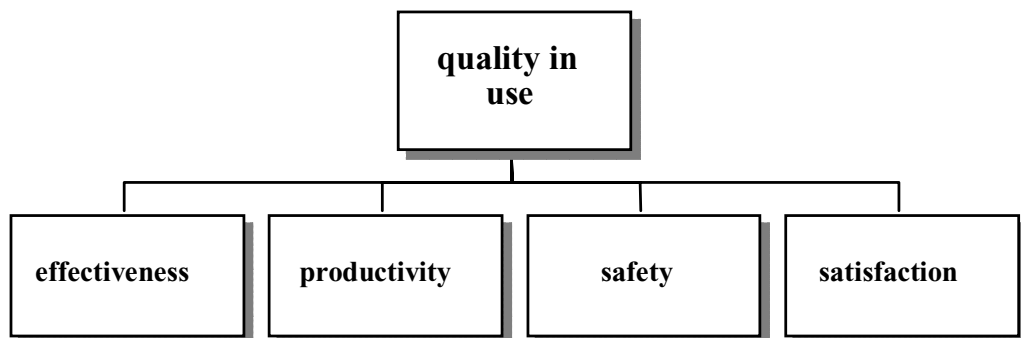 quality in
use
effectiveness
productivity
safety
satisfaction